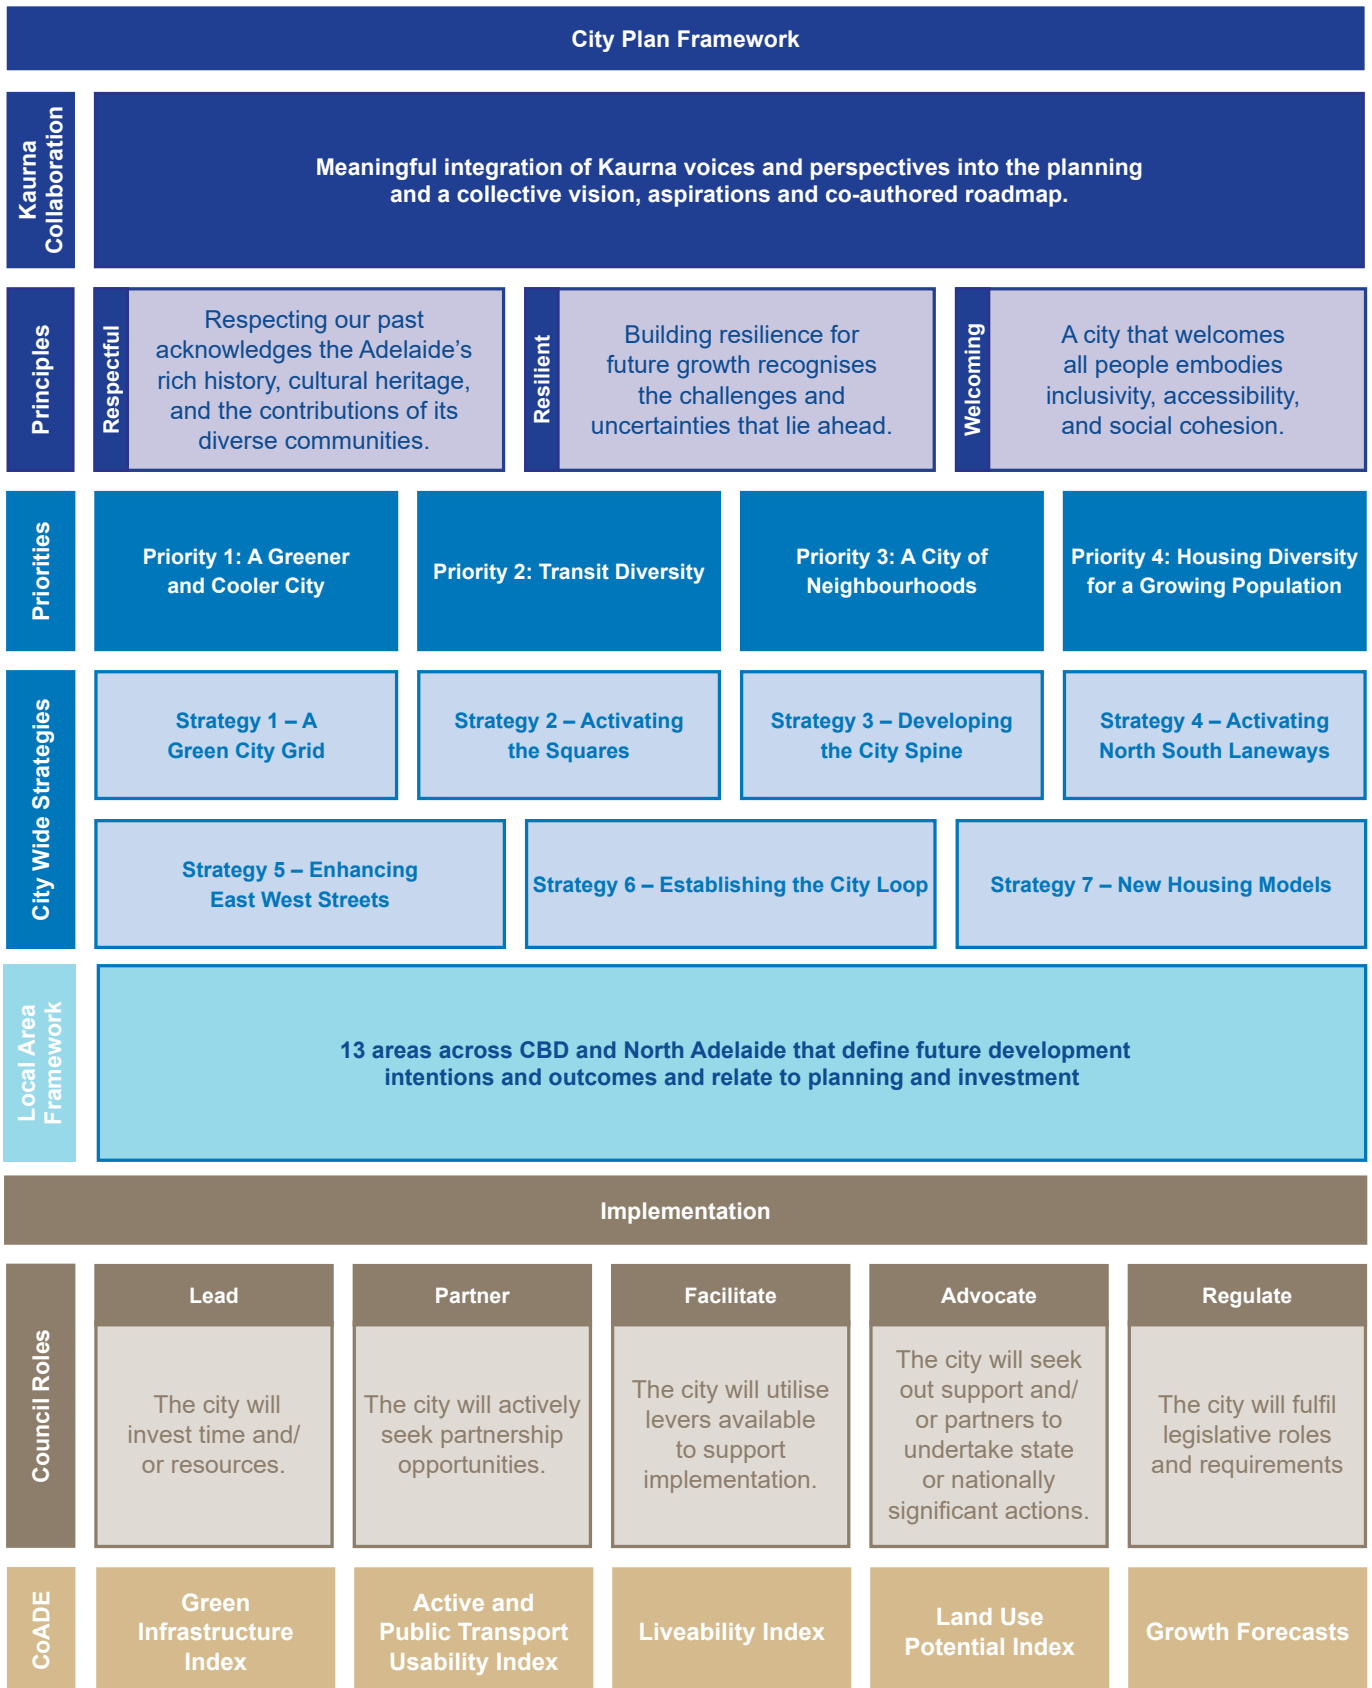 City Plan Framework
Kaurna
Collaboration
Meaningful integration of Kaurna voices and perspectives into the planning
and a collective vision, aspirations and co-authored roadmap.
Principles
Respectful
Respecting our past
acknowledges the Adelaide’s
rich history, cultural heritage,
and the contributions of its
diverse communities.
Resilient
Building resilience for
future growth recognises
the challenges and
uncertainties that lie ahead.
Welcoming
A city that welcomes
all people embodies
inclusivity, accessibility,
and social cohesion.
Priorities
Priority 1: A Greener
and Cooler City
Priority 2: Transit Diversity
Priority 3: A City of
Neighbourhoods
Priority 4: Housing Diversity
for a Growing Population
City Wide Strategies
Strategy 1 – A
Green City Grid
Strategy 2 – Activating
the Squares
Strategy 3 – Developing
the City Spine
Strategy 4 – Activating
North South Laneways
Strategy 5 – Enhancing
East West Streets
Strategy 6 – Establishing the City Loop
Strategy 7 – New Housing Models
Local Area
Framework
13 areas across CBD and North Adelaide that define future development
intentions and outcomes and relate to planning and investment
Implementation
Council Roles
Lead
The city will
invest time and/
or resources.
Partner
The city will actively
seek partnership
opportunities.
Facilitate
The city will utilise
levers available
to support
implementation.
Advocate
The city will seek
out support and/
or partners to
undertake state
or nationally
significant actions.
Regulate
The city will fulfil
legislative roles
and requirements
CoADE
Green
Infrastructure
Index
Active and
Public Transport
Usability Index
Liveability Index
Land Use
Potential Index
Growth Forecasts